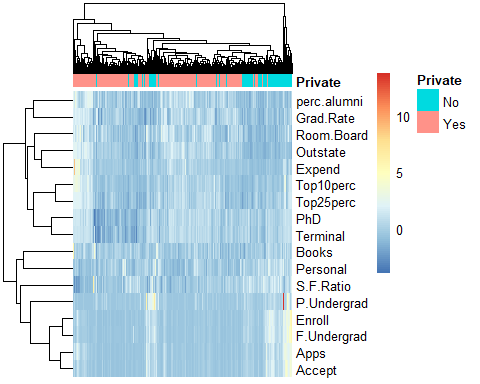 Private
perc.alumni
Grad.Rate
Room.Board
Outstate
Expend
Top10perc
Top25perc
PhD
Terminal
Books
Personal
S.F.Ratio
P.Undergrad
Enroll
F.Undergrad
Apps
Accept
10
5
0
Private
No
Yes